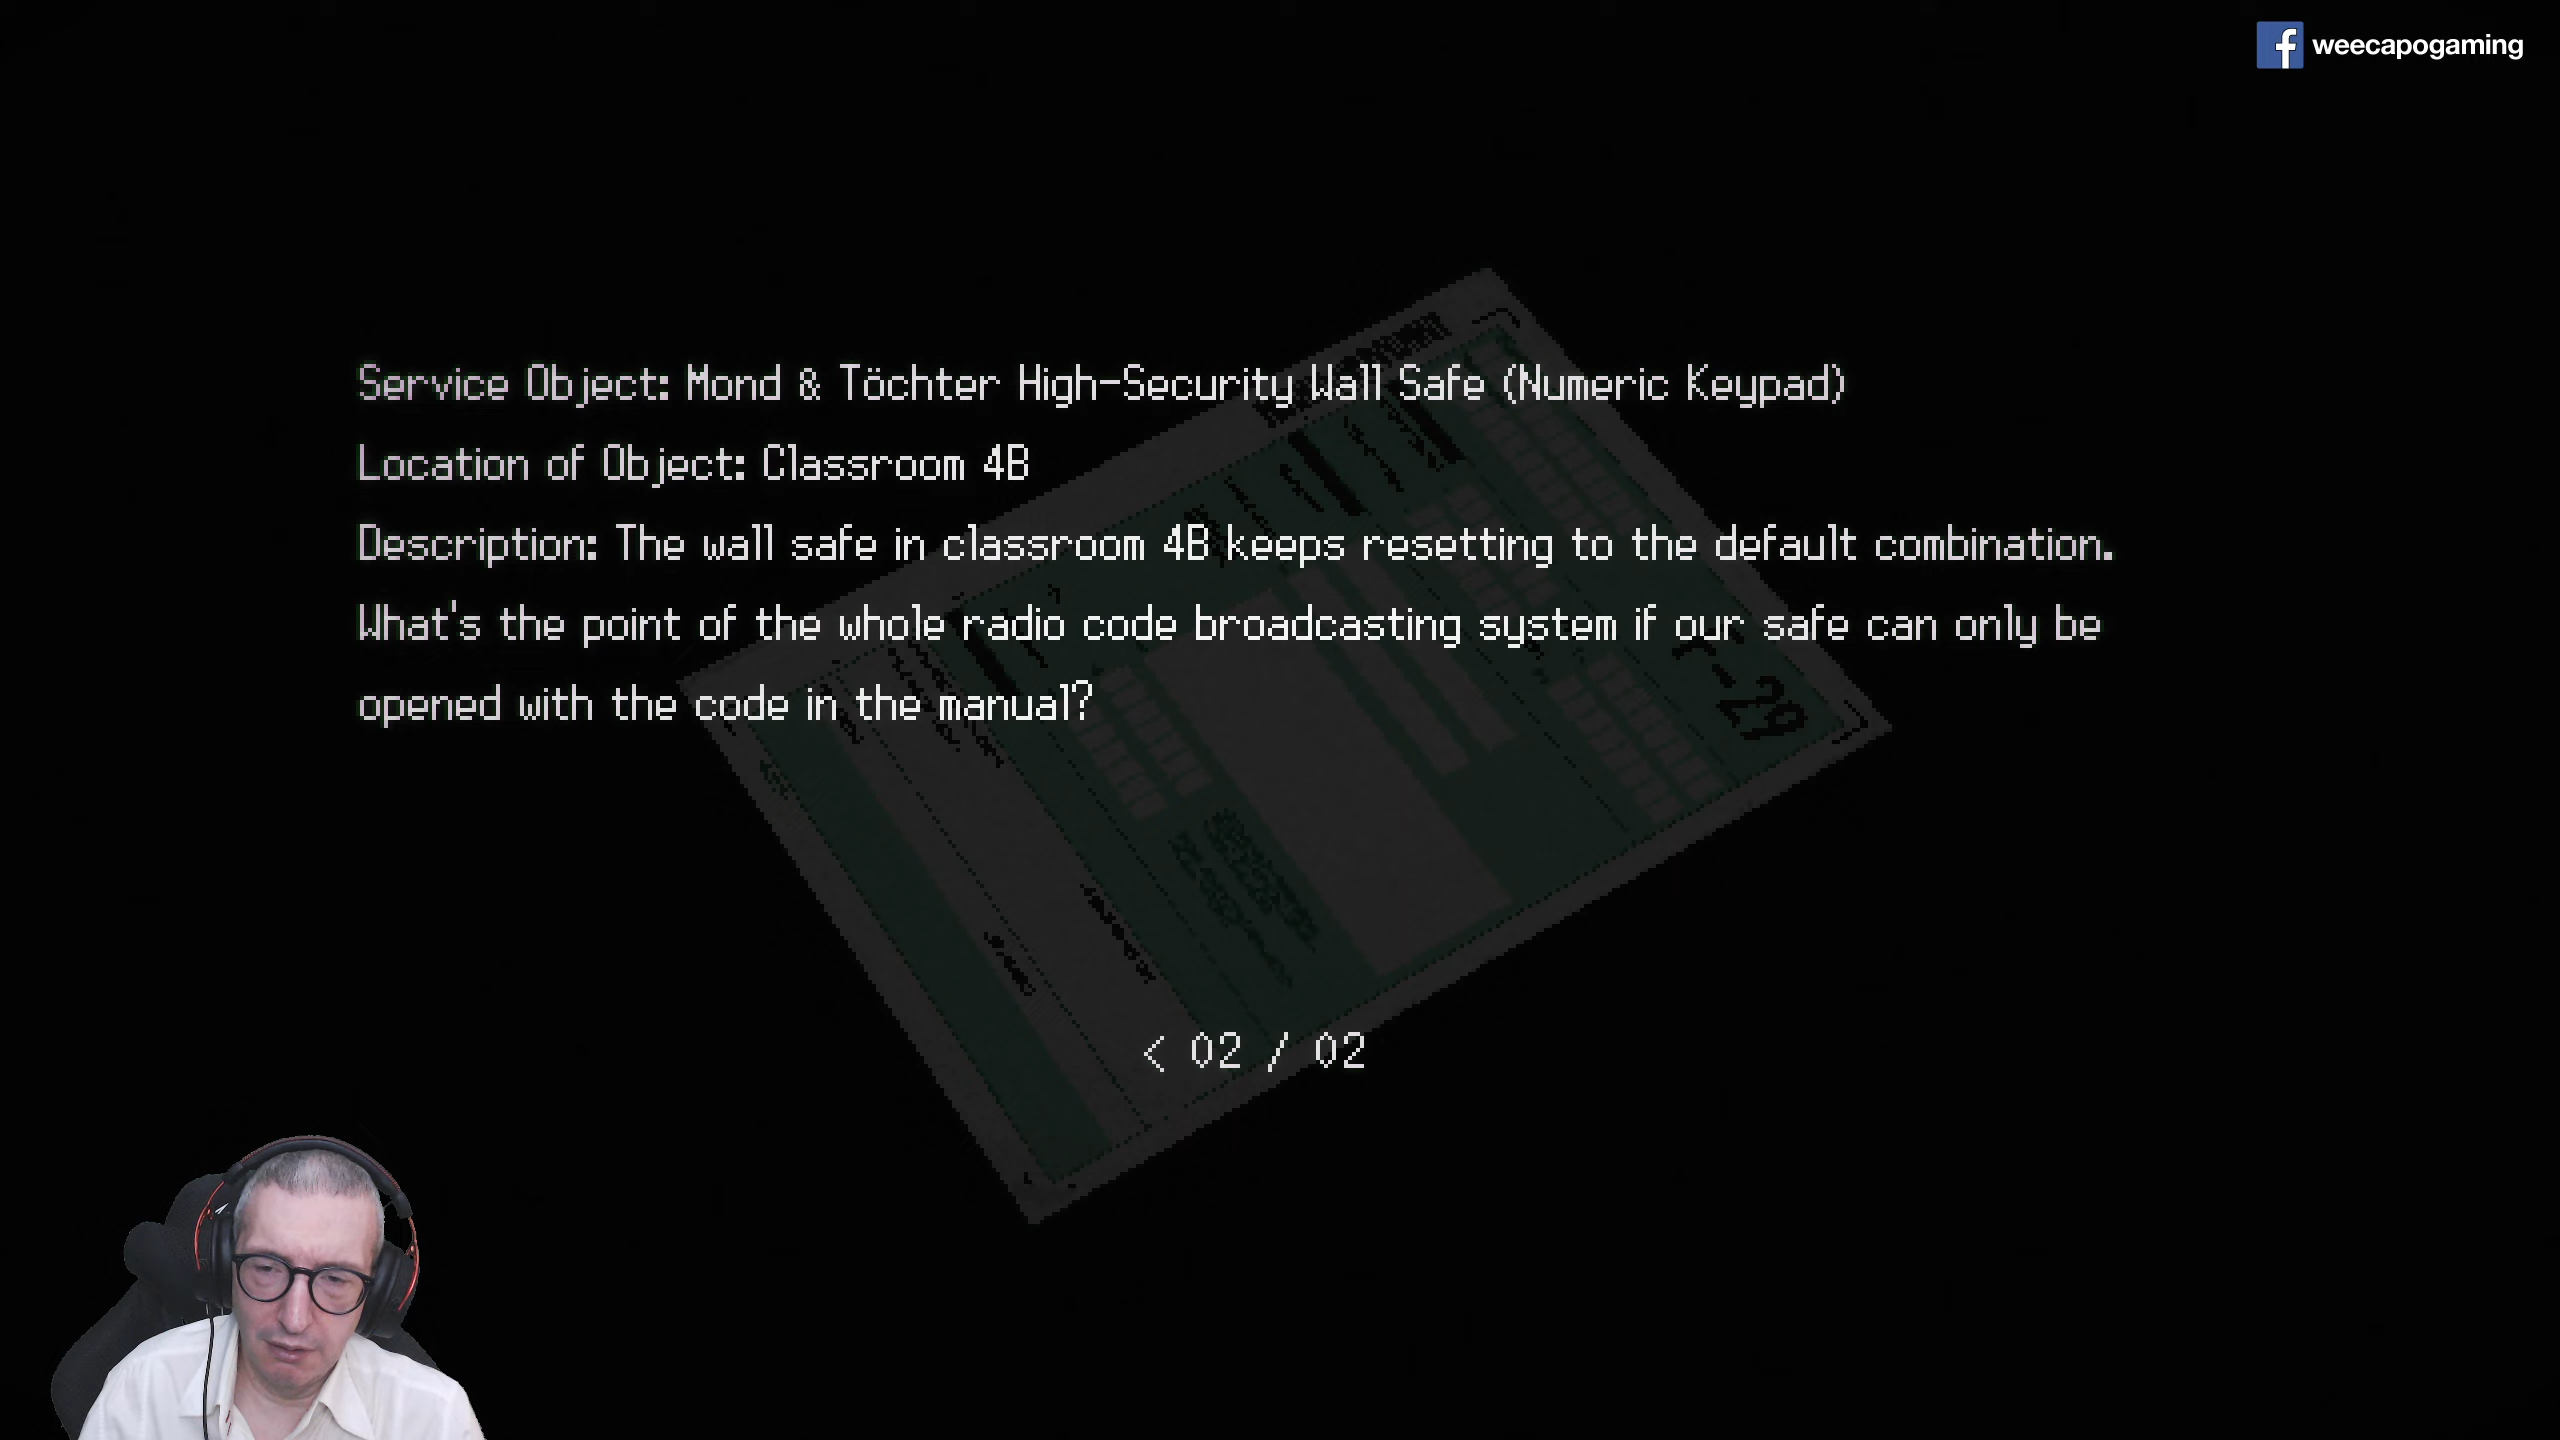 weecapogaming
Service Object: Mond & Töchter High-Security Wall Safe (Numeric Keypad)
Location of Object: Classroom 4B
Description: The wall safe in classroom 4B keeps resetting to the default combination.
What's the point of the whole radio code broadcasting system if our safe can only be
opened with the code in the manual?
< 02 / 02